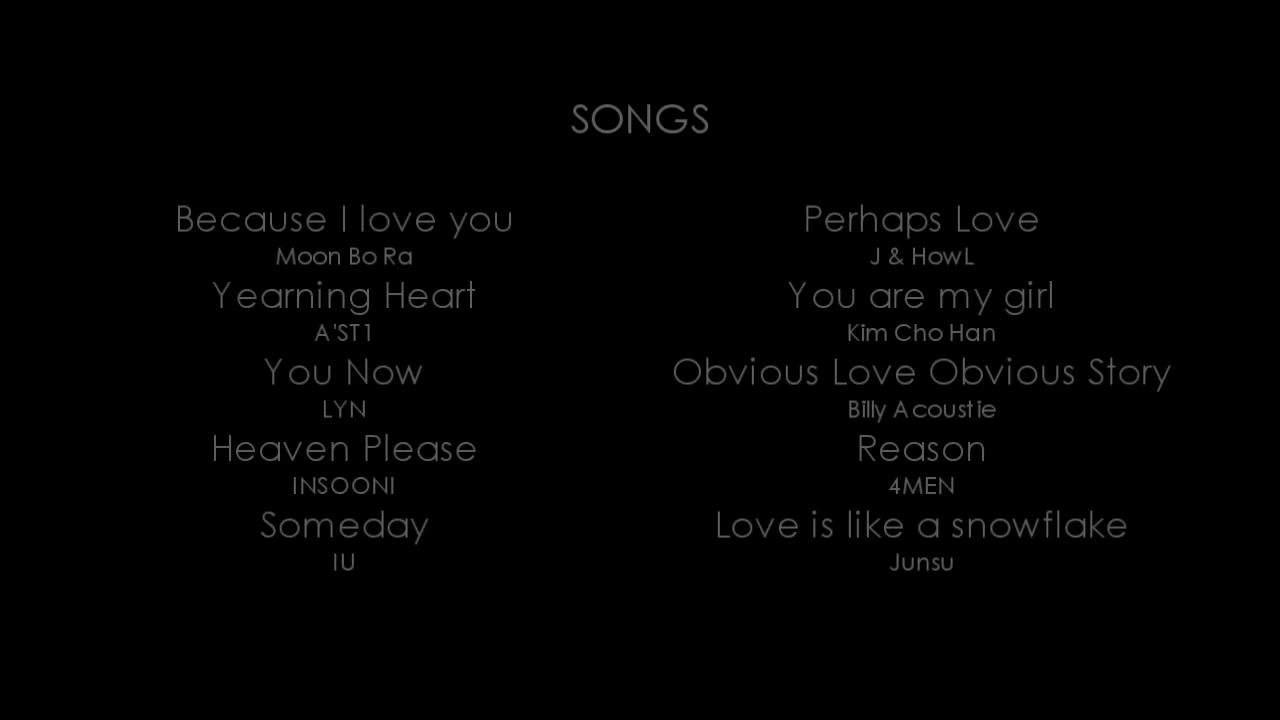 SONGS
Because I love you
Moon Bo Ra
Yearning Heart
A'ST1
You Now
LYN
Heaven Please
INSOONI
Someday
IU
Perhaps Love
J & HowL
You are my girl
Kim Cho Han
Obvious Love Obvious Story
Billy Acoustie
Reason
4MEN
Love is like a snowflake
Junsu